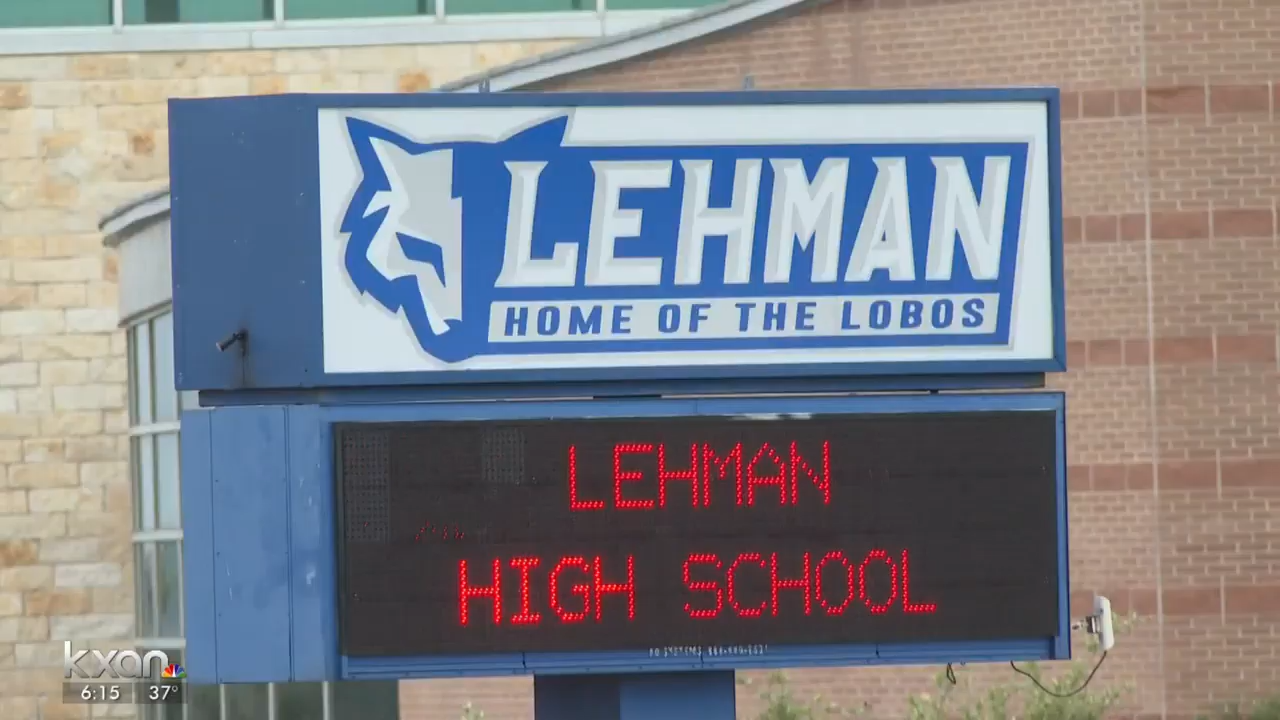 LEHMAN
HOME OF THE LOBOS
LEHMAN
HIGH SCHOOL
kxan
6:15 37°